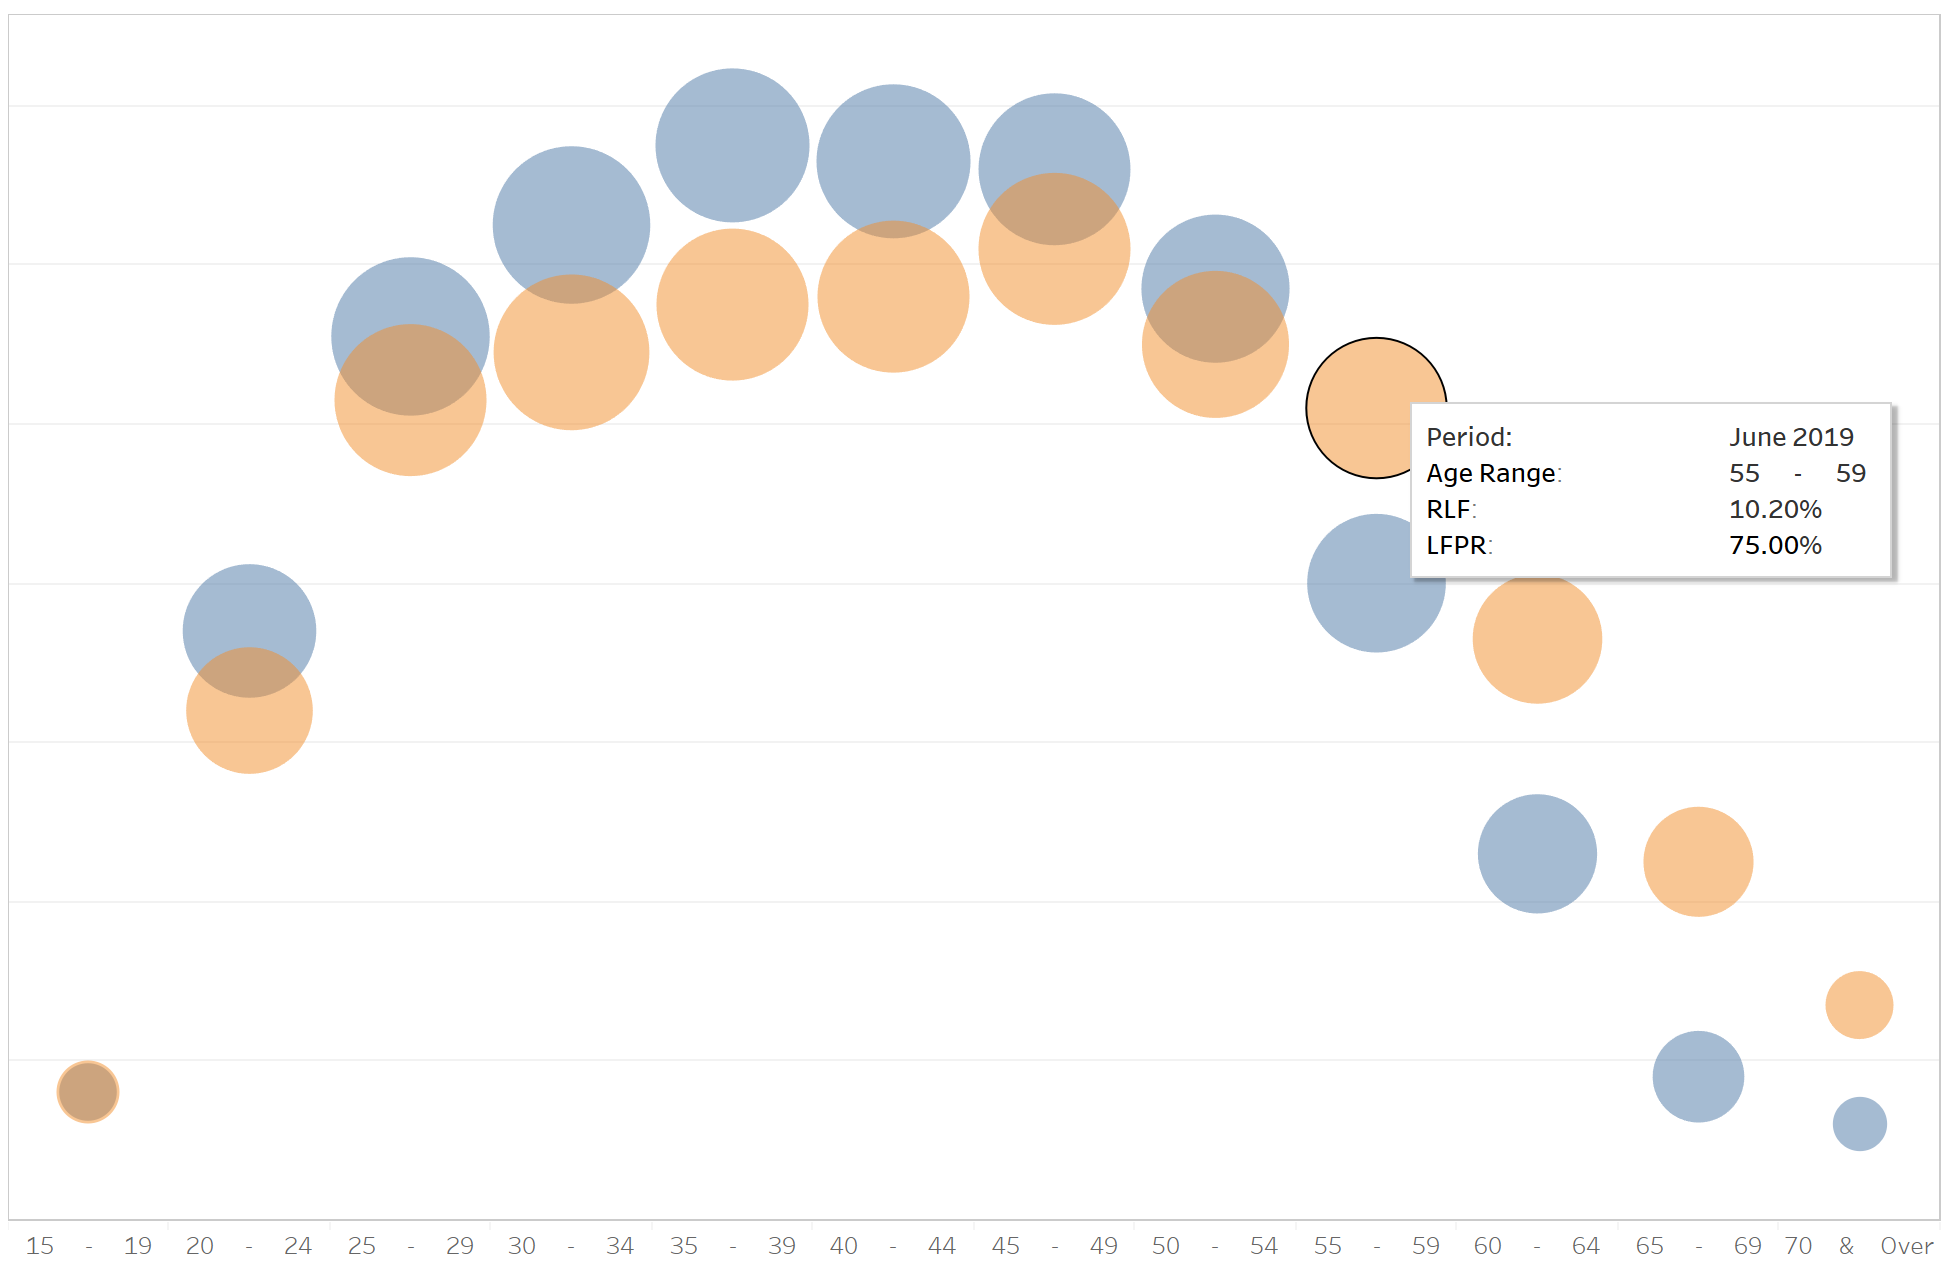 Period: June 2019
Age Range: 55 - 59
RLF: 10.20%
LFPR: 75.00%
15 - 19 20 - 24 25 - 29 30 - 34 35 - 39 40 - 44 45 - 49 50 - 54 55 - 59 60 - 64 65 - 69 70 & Over